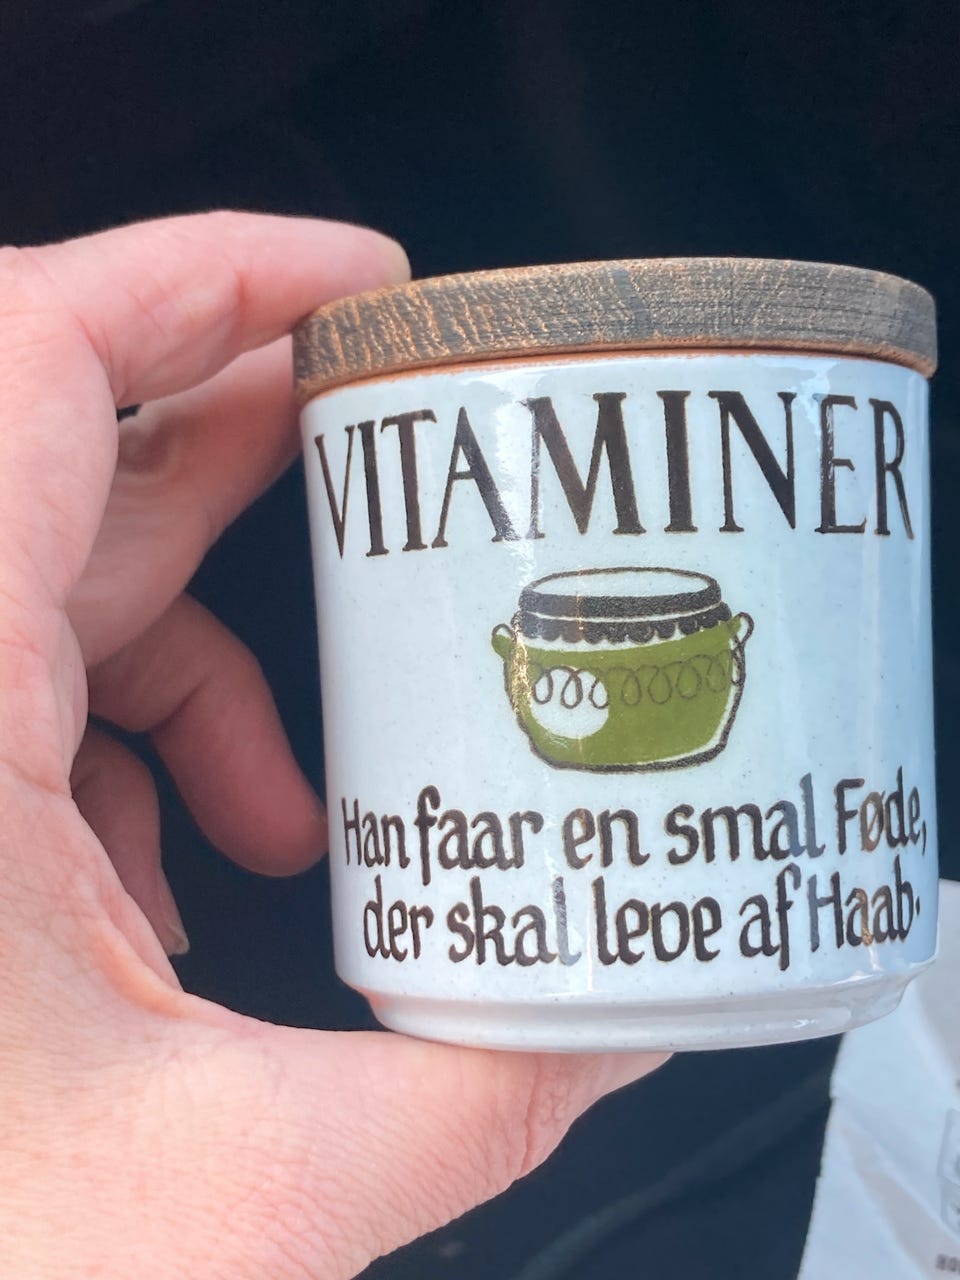 VITAMINER
Han faar en smal Føde,
der skal leve af Haab.